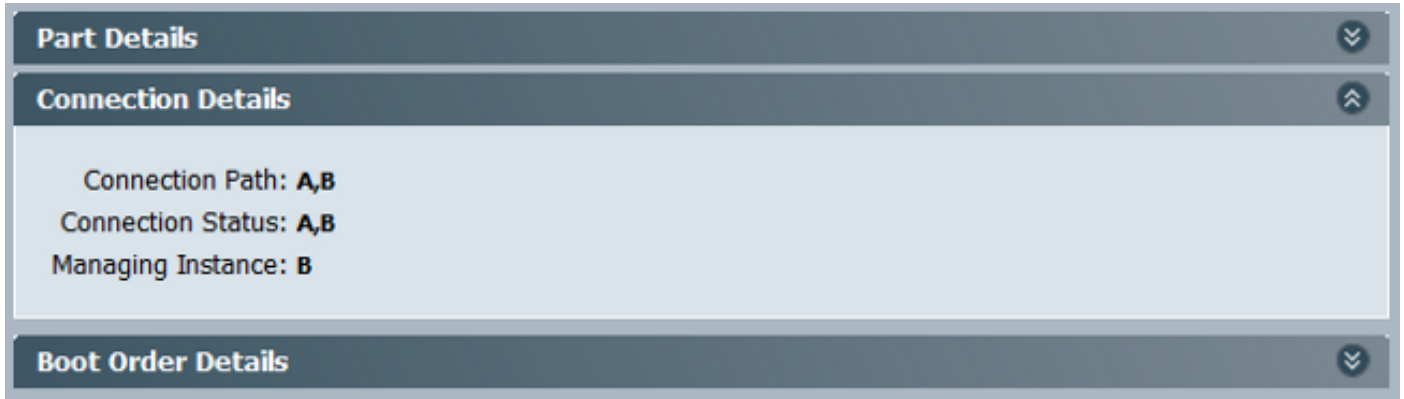 Part Details
Connection Details
Connection Path: A,B
Connection Status: A,B
Managing Instance: B
Boot Order Details